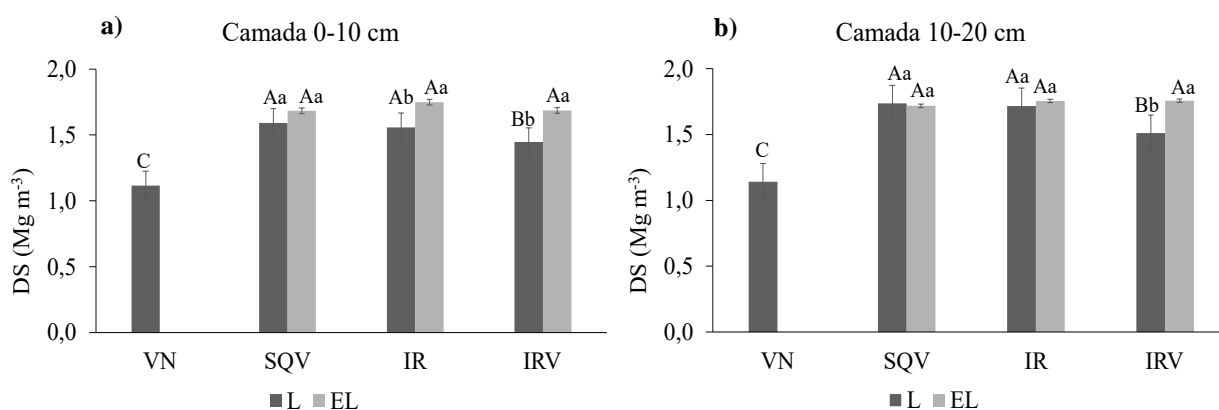 a)
Camada 0-10 cm
DS (Mg m-3)
2,0
1,5
1,0
0,5
0,0
C
Aa Aa
Ab Aa
Bb Aa
VN SQV IR IRV
L EL
b)
Camada 10-20 cm
DS (Mg m-3)
2,0
1,5
1,0
0,5
0,0
C
Aa Aa
Aa Aa
Bb Aa
VN SQV IR IRV
L EL